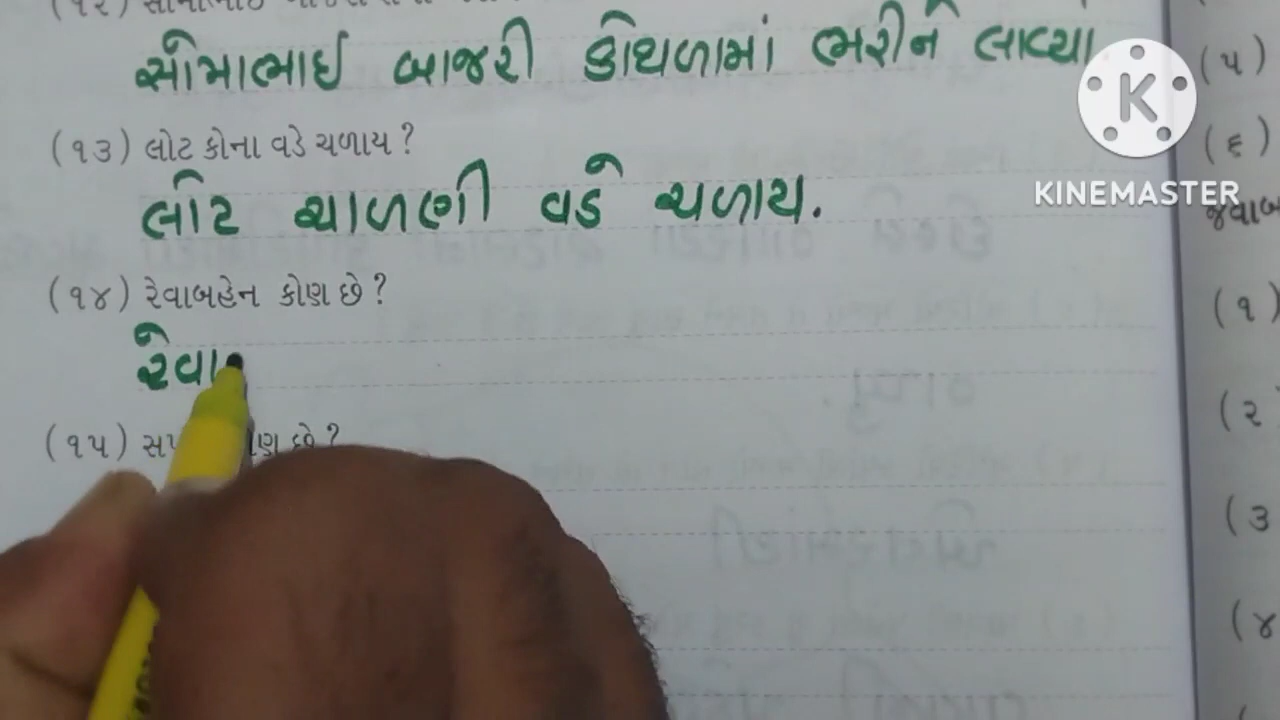 સોમાભાઈ બાજરી કોથળામાં ભરીને લાવ્યા
(૧૩) લોટ કોના વડે ચળાય ?
લોટ ચાળણી વડે ચળાય.
(૧૪) રેવાબહેન કોણ છે ?
રેવા
(૧૫) છે ?
(૫)
(૬)
(૧)
(૨
(૩
(૪
KINEMASTER